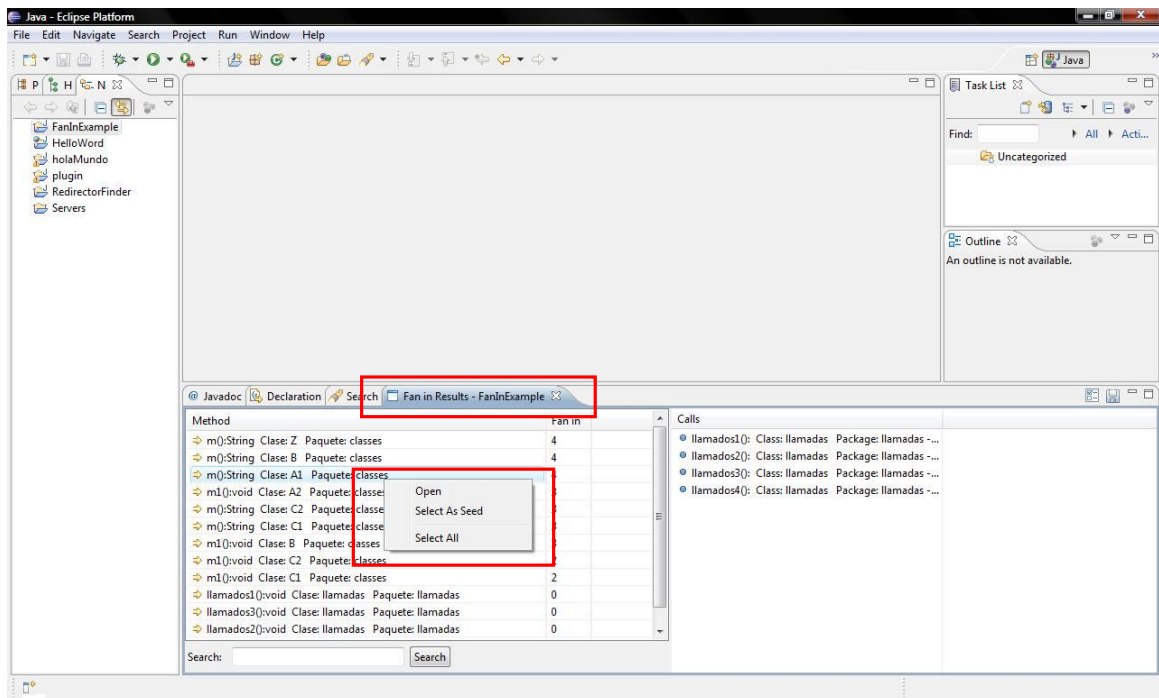 Java - Eclipse Platform
File Edit Navigate Search Project Run Window Help
Java
P H N
FanInExample
HelloWord
holaMundo
plugin
RedirectorFinder
Servers
Task List
Find: All Acti...
Uncategorized
Outline
An outline is not available.
@ Javadoc Declaration Search Fan in Results - FanInExample
Method Fan in
m():String Clase: Z Paquete: classes 4
m():String Clase: B Paquete: classes 4
m():String Clase: A1 Paquete: classes
m1():void Clase: A2 Paquete: classes
m():String Clase: C2 Paquete: classe
m():String Clase: C1 Paquete: classe
m1():void Clase: B Paquete: classes
m1():void Clase: C2 Paquete: classes
m1():void Clase: C1 Paquete: classes 2
llamados1():void Clase: llamadas Paquete: llamadas 0
llamados3():void Clase: llamadas Paquete: llamadas 0
llamados2():void Clase: llamadas Paquete: llamadas 0
Open
Select As Seed
Select All
Calls
llamados1(): Class: llamadas Package: llamadas -...
llamados2(): Class: llamadas Package: llamadas -...
llamados3(): Class: llamadas Package: llamadas -...
llamados4(): Class: llamadas Package: llamadas -...
Search: Search